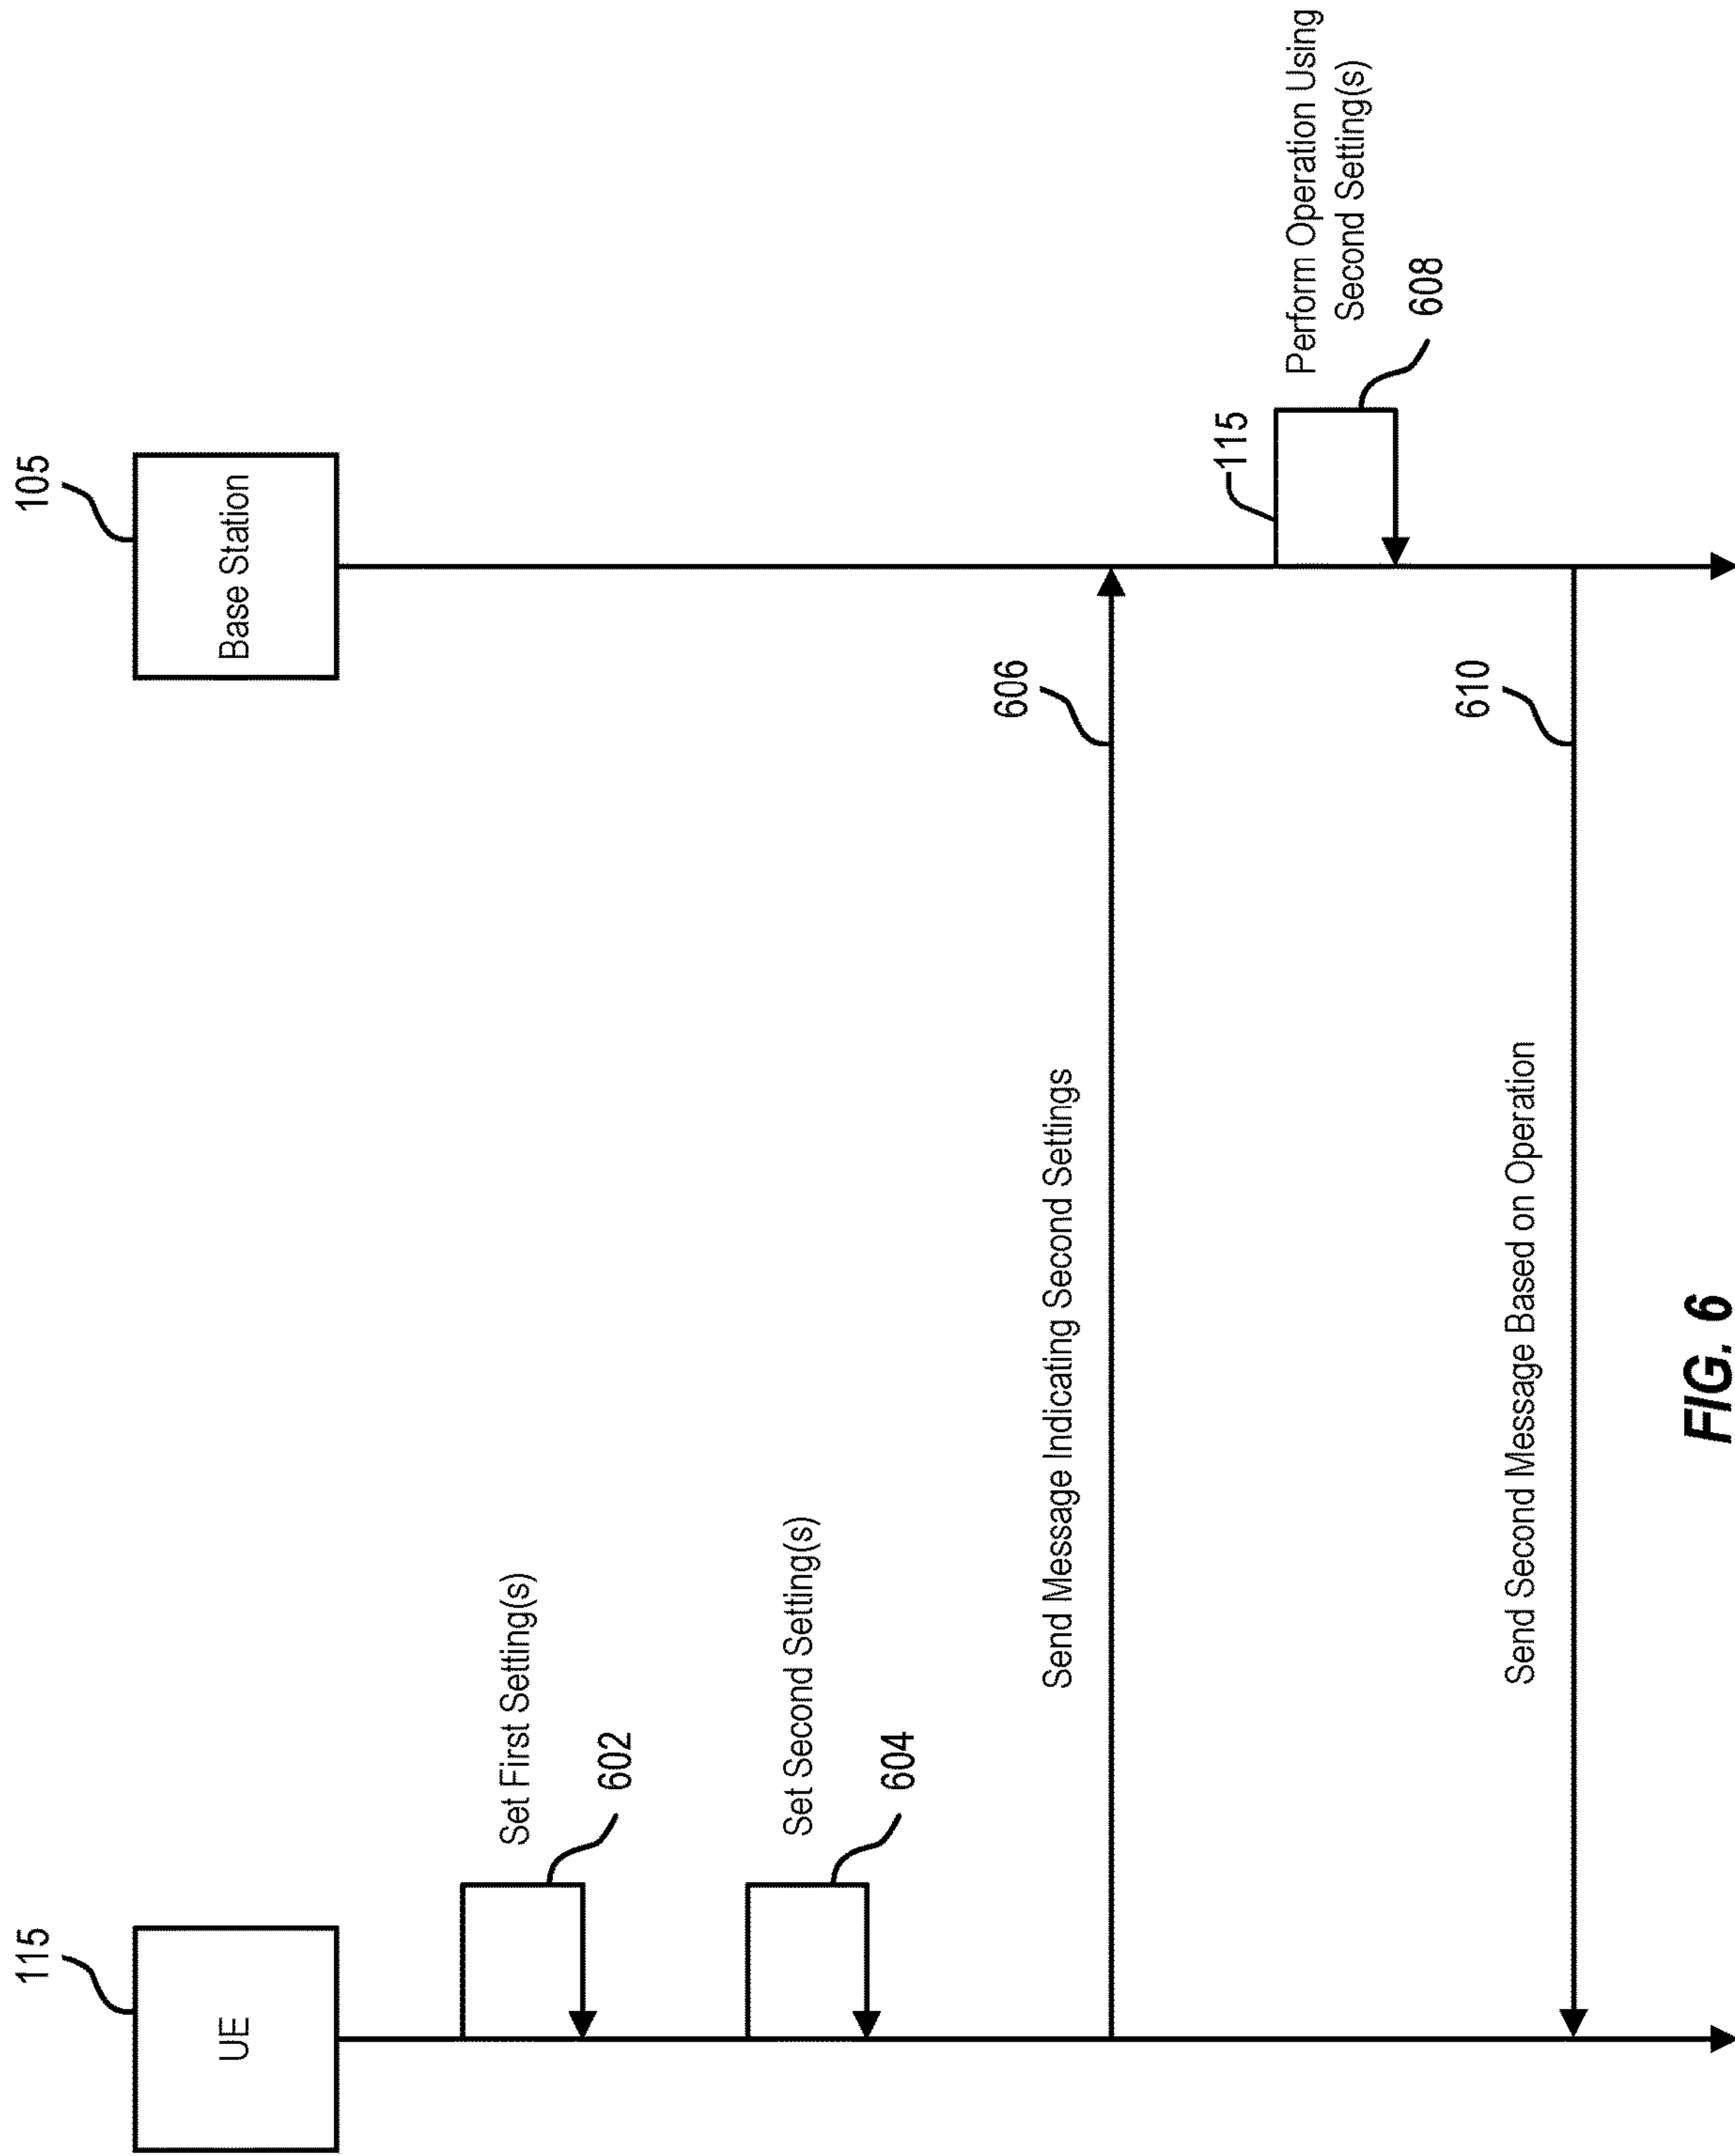 115
UE
105
Base Station
Set First Setting(s)
602
Set Second Setting(s)
604
Send Message Indicating Second Settings
606
115
Perform Operation Using
Second Setting(s)
608
Send Second Message Based on Operation
610
FIG. 6